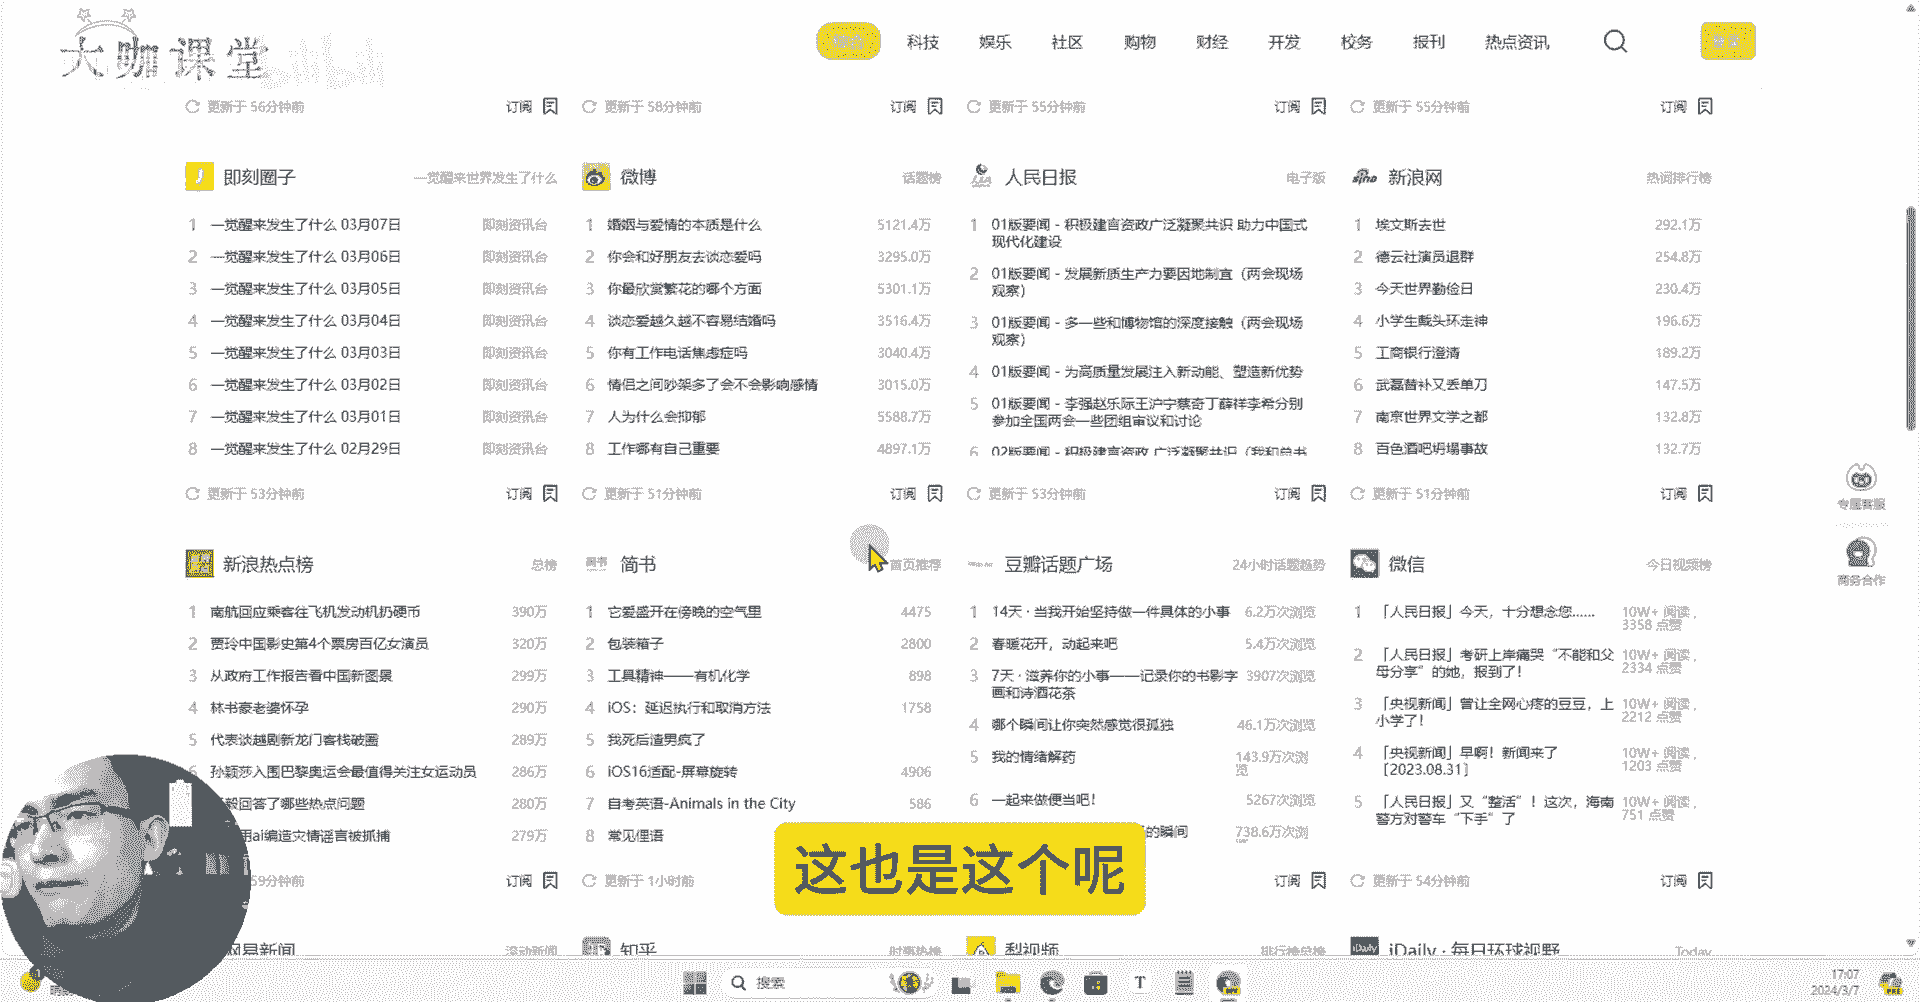 大咖课堂
bilibili
科技 娱乐 社区 购物 财经 开发 校务 报刊 热点资讯
更新于 56分钟前 订阅
更新于 58分钟前 订阅
更新于 55分钟前 订阅
更新于 55分钟前 订阅
即刻圈子 一觉醒来世界发生了什么
1 一觉醒来发生了什么 03月07日 即刻资讯台
2 一觉醒来发生了什么 03月06日 即刻资讯台
3 一觉醒来发生了什么 03月05日 即刻资讯台
4 一觉醒来发生了什么 03月04日 即刻资讯台
5 一觉醒来发生了什么 03月03日 即刻资讯台
6 一觉醒来发生了什么 03月02日 即刻资讯台
7 一觉醒来发生了什么 03月01日 即刻资讯台
8 一觉醒来发生了什么 02月29日 即刻资讯台
更新于 53分钟前 订阅
微博 话题榜
1 婚姻与爱情的本质是什么 5121.4万
2 你会和好朋友去谈恋爱吗 3295.0万
3 你最欣赏繁花的哪个方面 5301.1万
4 谈恋爱越久越不容易结婚吗 3516.4万
5 你有工作电话焦虑症吗 3040.4万
6 情侣之间吵架多了会不会影响感情 3015.0万
7 人为什么会抑郁 5588.7万
8 工作哪有自己重要 4897.1万
更新于 51分钟前 订阅
人民日报 电子版
1 01版要闻 - 积极建言资政广泛凝聚共识 助力中国式
现代化建设
2 01版要闻 - 发展新质生产力要因地制宜（两会现场
观察）
3 01版要闻 - 多一些和博物馆的深度接触（两会现场
观察）
4 01版要闻 - 为高质量发展注入新动能、塑造新优势
5 01版要闻 - 李强赵乐际王沪宁蔡奇丁薛祥李希分别
参加全国两会一些团组审议和讨论
6 02版要闻 - 积极建言资政 广泛凝聚共识（我和总书
更新于 53分钟前 订阅
新浪网 热词排行榜
1 埃文斯去世 292.1万
2 德云社演员退群 254.8万
3 今天世界勤俭日 230.4万
4 小学生戴头环走神 196.6万
5 工商银行澄清 189.2万
6 武磊替补又丢单刀 147.5万
7 南京世界文学之都 132.8万
8 百色酒吧坍塌事故 132.7万
更新于 51分钟前 订阅
专属客服
商务合作
新浪热点榜 总榜
1 南航回应乘客往飞机发动机扔硬币 390万
2 贾玲中国影史第4个票房百亿女演员 320万
3 从政府工作报告看中国新图景 299万
4 林书豪老婆怀孕 290万
5 代表谈越剧新龙门客栈破圈 289万
6 孙颖莎入围巴黎奥运会最值得关注女运动员 286万
毅回答了哪些热点问题 280万
用ai编造灾情谣言被抓捕 279万
59分钟前 订阅
简书 首页推荐
1 它爱盛开在傍晚的空气里 4475
2 包装箱子 2800
3 工具精神——有机化学 898
4 iOS：延迟执行和取消方法 1758
5 我死后渣男疯了
6 iOS16适配-屏幕旋转 4906
7 自考英语-Animals in the City 586
8 常见俚语
更新于 1小时前
豆瓣话题广场 24小时话题趋势
1 14天 · 当我开始坚持做一件具体的小事 6.2万次浏览
2 春暖花开，动起来吧 5.4万次浏览
3 7天 · 滋养你的小事——记录你的书影字 3907次浏览
画和诗酒花茶
4 哪个瞬间让你突然感觉很孤独 46.1万次浏览
5 我的情绪解药 143.9万次浏
览
6 一起来做便当吧！ 5267次浏览
的瞬间 738.6万次浏
订阅
微信 今日视频榜
1 「人民日报」今天，十分想念您…… 10W+ 阅读，
3358 点赞
2 「人民日报」考研上岸痛哭“不能和父 10W+ 阅读，
母分享”的她，报到了！ 2334 点赞
3 「央视新闻」曾让全网心疼的豆豆，上 10W+ 阅读，
小学了！ 2212 点赞
4 「央视新闻」早啊！新闻来了 10W+ 阅读，
〔2023.08.31〕 1203 点赞
5 「人民日报」又“整活”！这次，海南 10W+ 阅读，
警方对警车“下手”了 751 点赞
更新于 54分钟前 订阅
这也是这个呢
网易新闻 滚动新闻
知乎 时事热榜
梨视频 排行榜总榜
iDaily · 每日环球视野 Today
搜索
17:07
2024/3/7